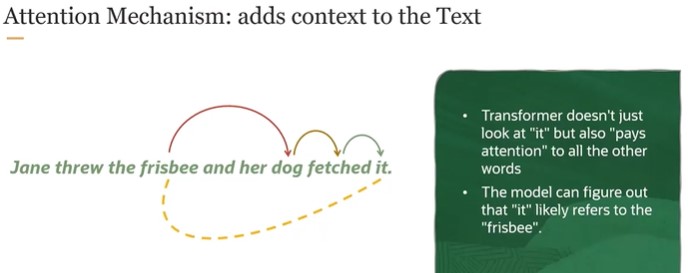 Attention Mechanism: adds context to the Text
Jane threw the frisbee and her dog fetched it.
• Transformer doesn't just
look at "it" but also "pays
attention" to all the other
words
• The model can figure out
that "it" likely refers to the
"frisbee".